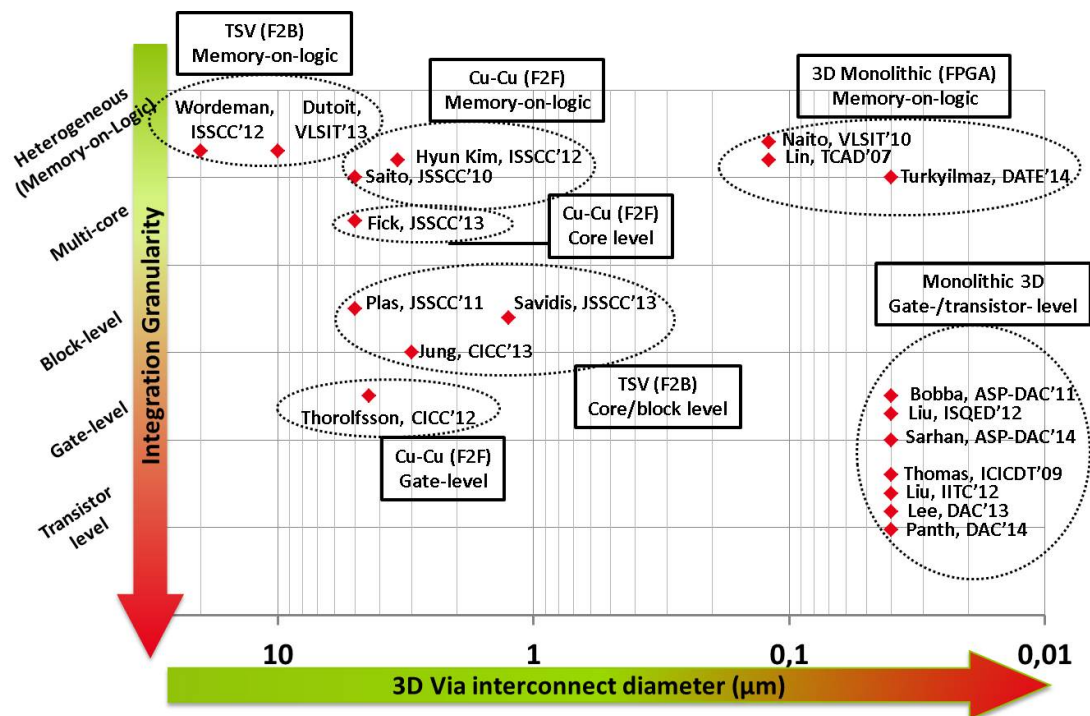 TSV (F2B)
Memory-on-logic
Cu-Cu (F2F)
Memory-on-logic
3D Monolithic (FPGA)
Memory-on-logic
Heterogeneous
(Memory-on-Logic)
Wordeman,
ISSCC'12
Dutoit,
VLSIT'13
Hyun Kim, ISSCC'12
Saito, JSSCC'10
Naito, VLSIT'10
Lin, TCAD'07
Turkyilmaz, DATE'14
Multi-core
Fick, JSSCC'13
Cu-Cu (F2F)
Core level
Monolithic 3D
Gate-/transistor- level
Block-level
Plas, JSSCC'11
Savidis, JSSCC'13
Jung, CICC'13
TSV (F2B)
Core/block level
Gate-level
Thorolfsson, CICC'12
Cu-Cu (F2F)
Gate-level
Bobba, ASP-DAC'11
Liu, ISQED'12
Sarhan, ASP-DAC'14
Thomas, ICICDT'09
Liu, IITC'12
Lee, DAC'13
Panth, DAC'14
Transistor
level
Integration Granularity
10
1
0,1
0,01
3D Via interconnect diameter (µm)